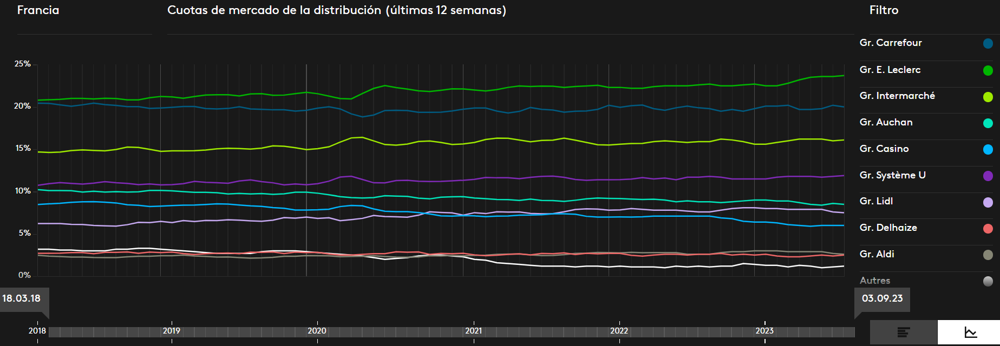 Francia
Cuotas de mercado de la distribución (últimas 12 semanas)
Filtro
Gr. Carrefour
Gr. E. Leclerc
Gr. Intermarché
Gr. Auchan
Gr. Casino
Gr. Système U
Gr. Lidl
Gr. Delhaize
Gr. Aldi
Autres
25%
20%
15%
10%
5%
0%
18.03.18
03.09.23
2018
2019
2020
2021
2022
2023